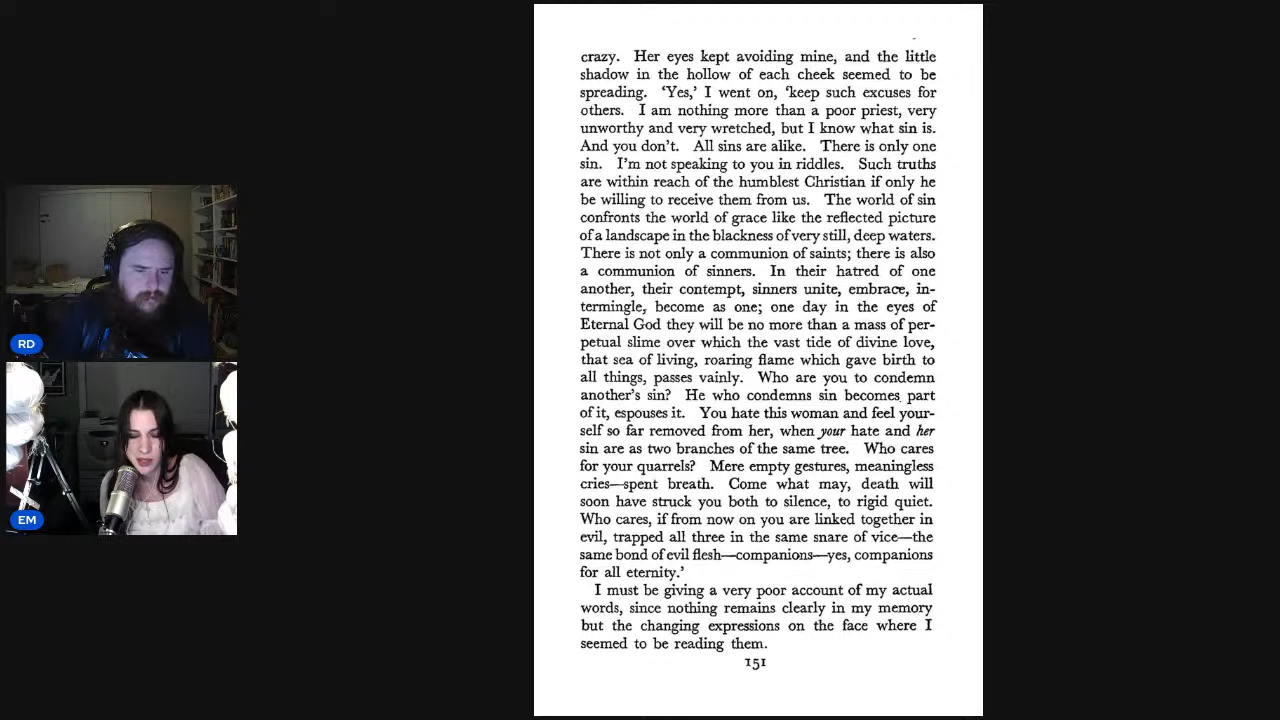 crazy. Her eyes kept avoiding mine, and the little
shadow in the hollow of each cheek seemed to be
spreading. ‘Yes,’ I went on, ‘keep such excuses for
others. I am nothing more than a poor priest, very
unworthy and very wretched, but I know what sin is.
And you don’t. All sins are alike. There is only one
sin. I’m not speaking to you in riddles. Such truths
are within reach of the humblest Christian if only he
be willing to receive them from us. The world of sin
confronts the world of grace like the reflected picture
of a landscape in the blackness of very still, deep waters.
There is not only a communion of saints; there is also
a communion of sinners. In their hatred of one
another, their contempt, sinners unite, embrace, in-
termingle, become as one; one day in the eyes of
Eternal God they will be no more than a mass of per-
petual slime over which the vast tide of divine love,
that sea of living, roaring flame which gave birth to
all things, passes vainly. Who are you to condemn
another’s sin? He who condemns sin becomes part
of it, espouses it. You hate this woman and feel your-
self so far removed from her, when your hate and her
sin are as two branches of the same tree. Who cares
for your quarrels? Mere empty gestures, meaningless
cries—spent breath. Come what may, death will
soon have struck you both to silence, to rigid quiet.
Who cares, if from now on you are linked together in
evil, trapped all three in the same snare of vice—the
same bond of evil flesh—companions—yes, companions
for all eternity.’
I must be giving a very poor account of my actual
words, since nothing remains clearly in my memory
but the changing expressions on the face where I
seemed to be reading them.
151
RD
EM